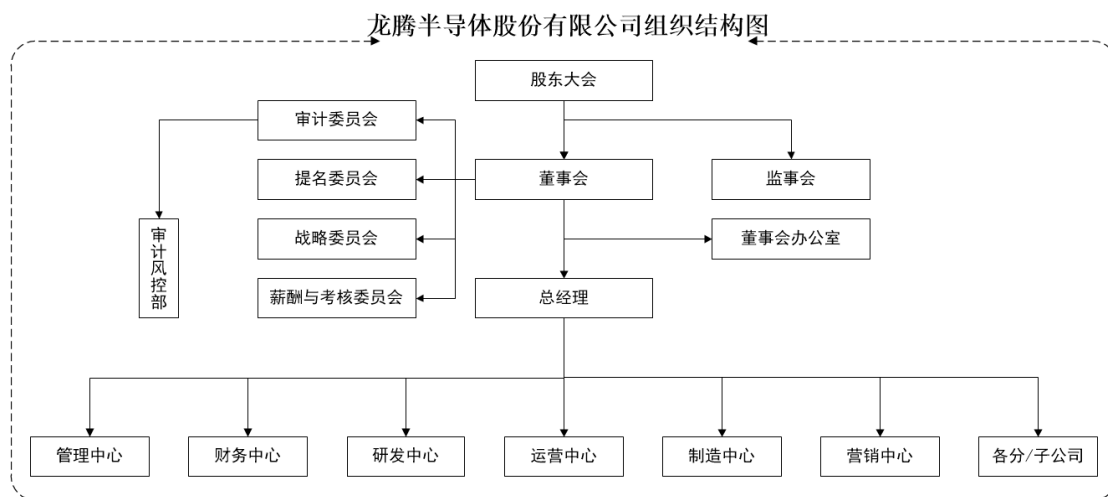 龙腾半导体股份有限公司组织结构图
股东大会
审计委员会
提名委员会
董事会
监事会
战略委员会
董事会办公室
审计风控部
薪酬与考核委员会
总经理
管理中心
财务中心
研发中心
运营中心
制造中心
营销中心
各分/子公司